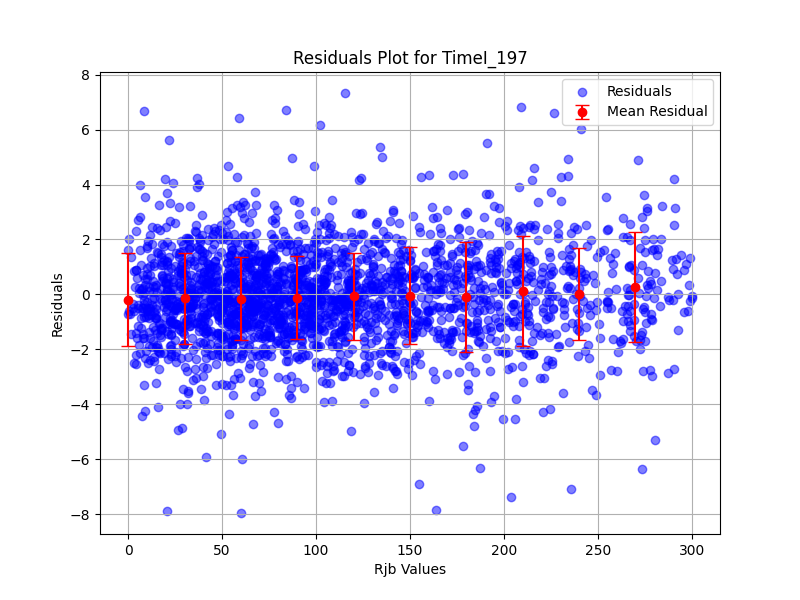 Residuals Plot for TimeI_197
Residuals
Mean Residual
8
6
4
2
0
−2
−4
−6
−8
Residuals
0 50 100 150 200 250 300
Rjb Values